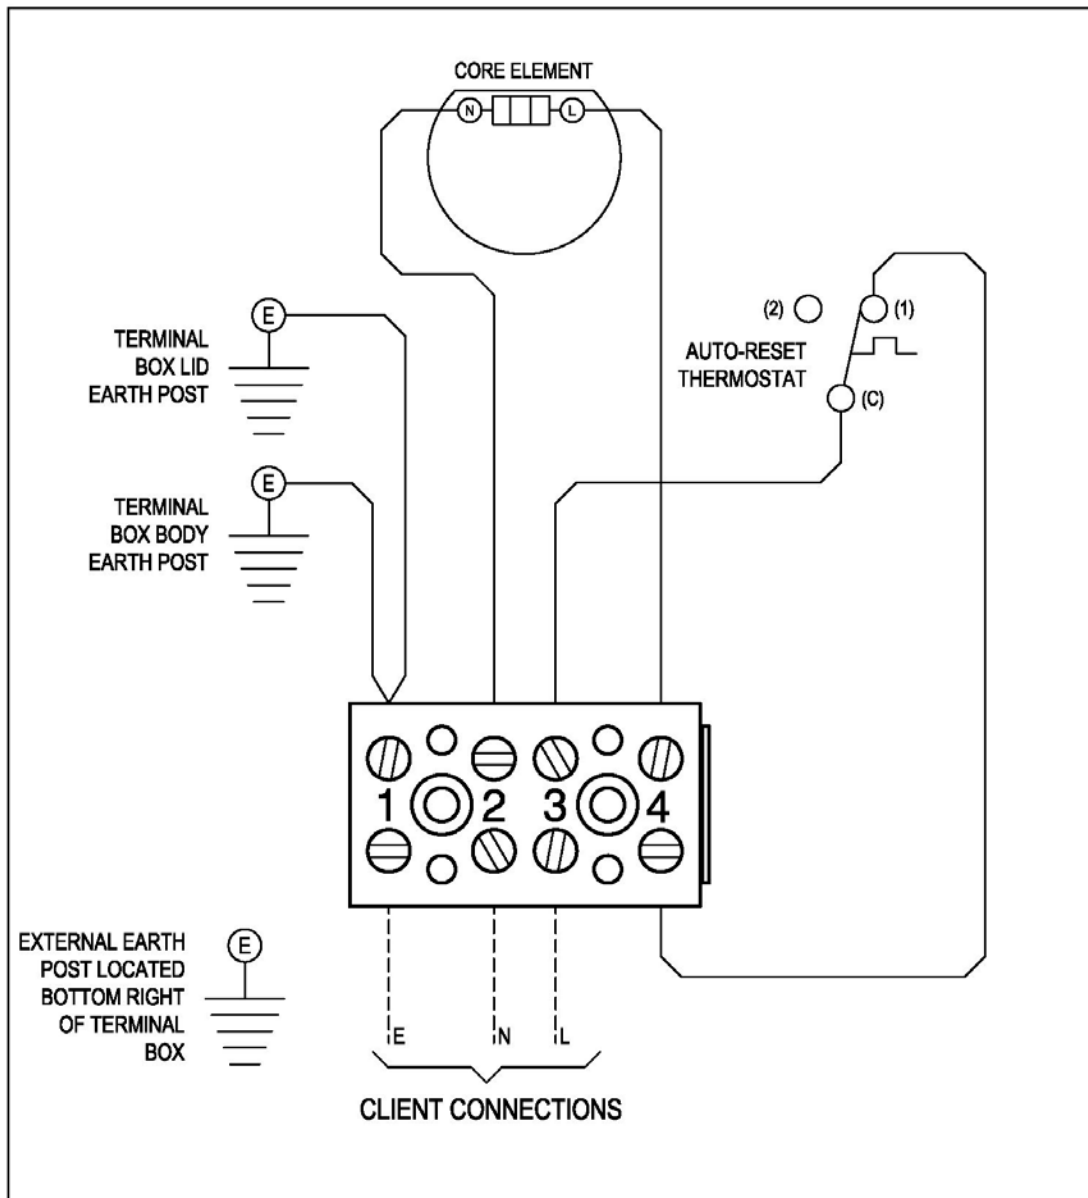 CORE ELEMENT
N
L
E
TERMINAL
BOX LID
EARTH POST
(2)
(1)
AUTO-RESET
THERMOSTAT
(C)
E
TERMINAL
BOX BODY
EARTH POST
1 2 3 4
EXTERNAL EARTH
POST LOCATED
BOTTOM RIGHT
OF TERMINAL
BOX
E
E
N
L
CLIENT CONNECTIONS